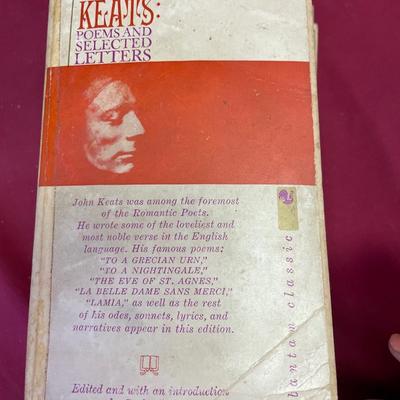 KEATS:
POEMS AND
SELECTED
LETTERS
John Keats was among the foremost
of the Romantic Poets.
He wrote some of the loveliest and
most noble verse in the English
language. His famous poems:
"TO A GRECIAN URN,"
"TO A NIGHTINGALE,"
"THE EVE OF ST. AGNES,"
"LA BELLE DAME SANS MERCI,"
"LAMIA," as well as the rest
of his odes, sonnets, lyrics, and
narratives appear in this edition.
Edited and with an introduction
bantam classic